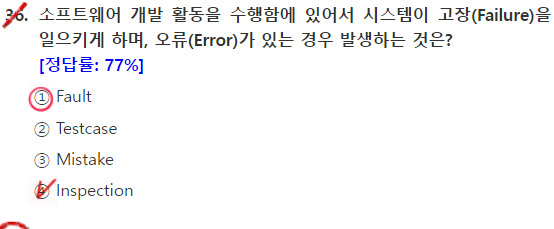 36. 소프트웨어 개발 활동을 수행함에 있어서 시스템이 고장(Failure)을
일으키게 하며, 오류(Error)가 있는 경우 발생하는 것은?
[정답률: 77%]
① Fault
② Testcase
③ Mistake
④ Inspection